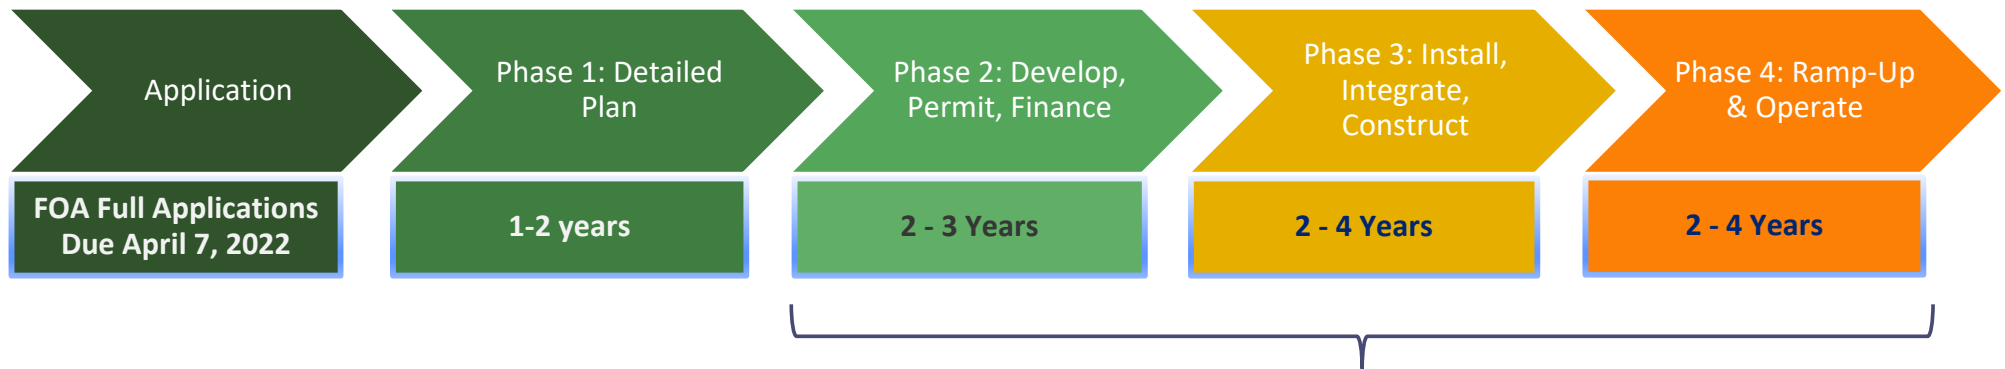 Application
Phase 1: Detailed
Plan
Phase 2: Develop,
Permit, Finance
Phase 3: Install,
Integrate,
Construct
Phase 4: Ramp-Up
& Operate
FOA Full Applications
Due April 7, 2022
1-2 years
2 - 3 Years
2 - 4 Years
2 - 4 Years